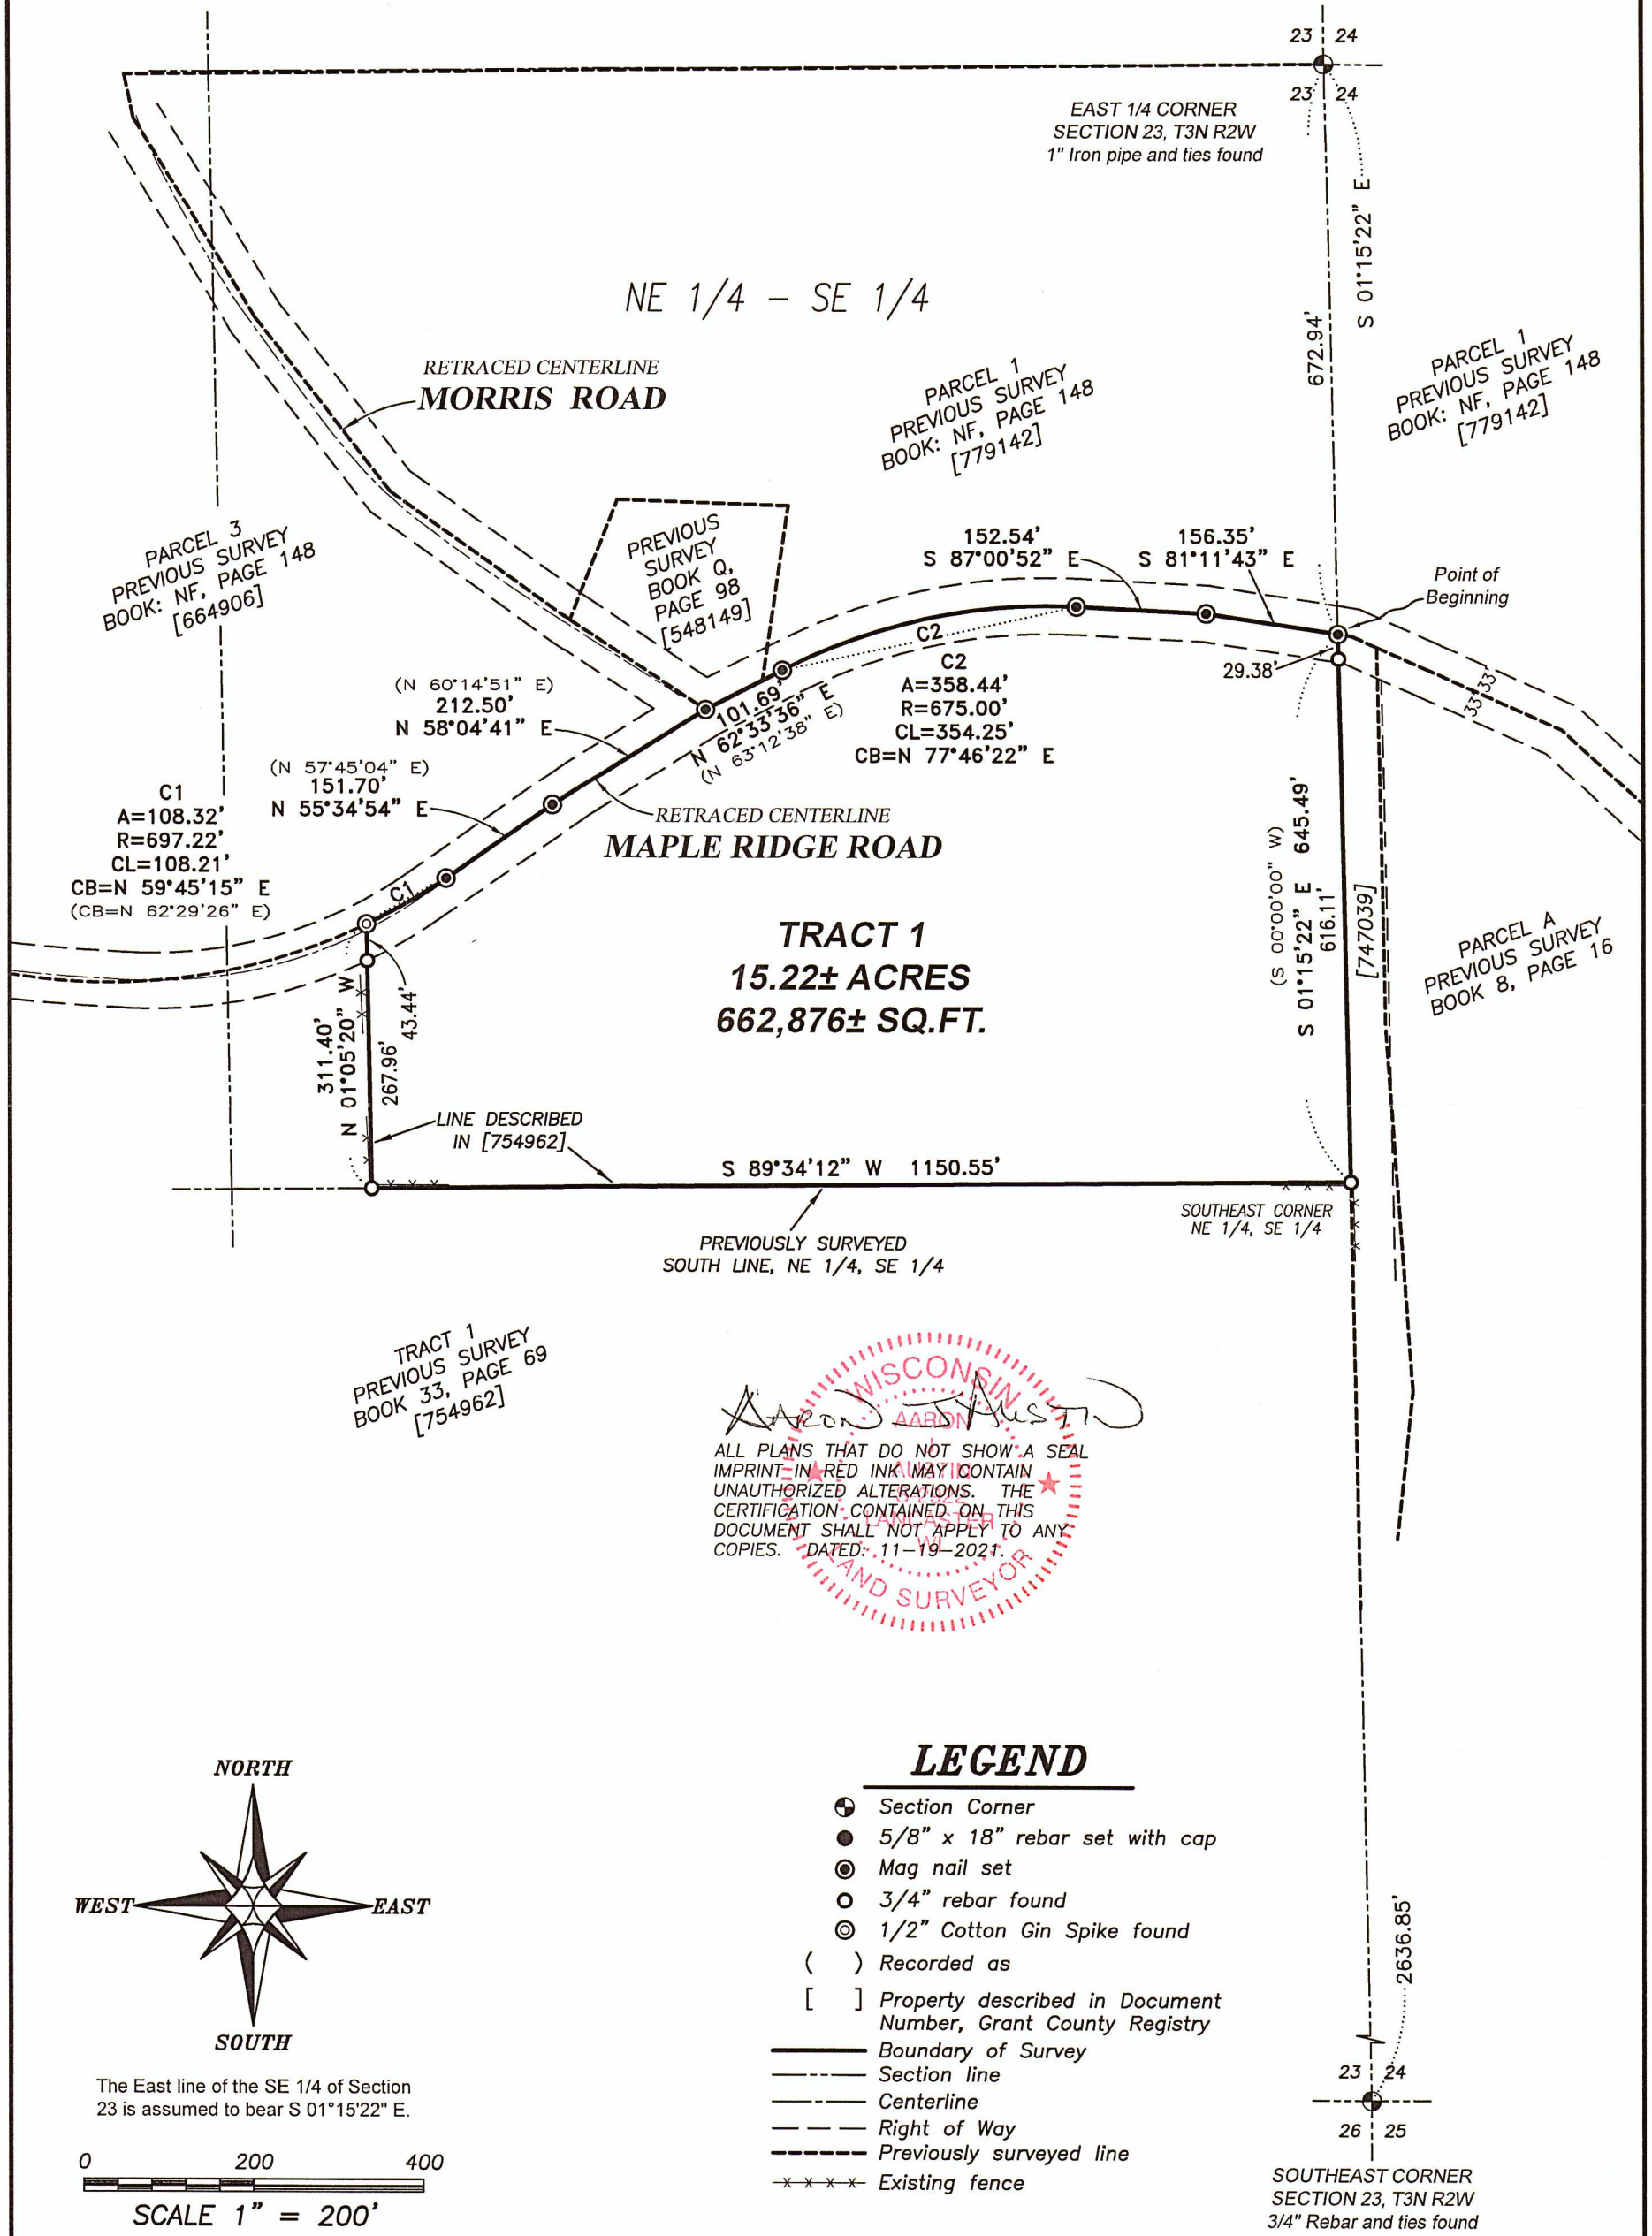 23 24
23 24
EAST 1/4 CORNER
SECTION 23, T3N R2W
1" Iron pipe and ties found
S 01°15'22" E
672.94'
NE 1/4 - SE 1/4
RETRACED CENTERLINE
MORRIS ROAD
PARCEL 1
PREVIOUS SURVEY
BOOK: NF, PAGE 148
[779142]
PARCEL 1
PREVIOUS SURVEY
BOOK: NF, PAGE 148
[779142]
PARCEL 3
PREVIOUS SURVEY
BOOK: NF, PAGE 148
[664906]
PREVIOUS
SURVEY
BOOK Q,
PAGE 98
[548149]
152.54'
S 87°00'52" E
156.35'
S 81°11'43" E
Point of
Beginning
29.38'
33'
33'
C2
C2
A=358.44'
R=675.00'
CL=354.25'
CB=N 77°46'22" E
101.69'
N 62°33'36" E
(N 63°12'38" E)
(N 60°14'51" E)
212.50'
N 58°04'41" E
(N 57°45'04" E)
151.70'
N 55°34'54" E
C1
A=108.32'
R=697.22'
CL=108.21'
CB=N 59°45'15" E
(CB=N 62°29'26" E)
C1
RETRACED CENTERLINE
MAPLE RIDGE ROAD
TRACT 1
15.22± ACRES
662,876± SQ.FT.
(S 00°00'00" W)
S 01°15'22" E 645.49'
616.11'
[747039]
PARCEL A
PREVIOUS SURVEY
BOOK 8, PAGE 16
311.40'
N 01°05'20" W
267.96'
43.44'
LINE DESCRIBED
IN [754962]
S 89°34'12" W 1150.55'
PREVIOUSLY SURVEYED
SOUTH LINE, NE 1/4, SE 1/4
SOUTHEAST CORNER
NE 1/4, SE 1/4
TRACT 1
PREVIOUS SURVEY
BOOK 33, PAGE 69
[754962]
Aaron J Austin
WISCONSIN
AARON
J
AUSTIN
S-2922
LANCASTER
WI
LAND SURVEYOR
ALL PLANS THAT DO NOT SHOW A SEAL
IMPRINT IN RED INK MAY CONTAIN
UNAUTHORIZED ALTERATIONS. THE
CERTIFICATION CONTAINED ON THIS
DOCUMENT SHALL NOT APPLY TO ANY
COPIES. DATED: 11-19-2021.
NORTH
WEST
EAST
SOUTH
The East line of the SE 1/4 of Section
23 is assumed to bear S 01°15'22" E.
0 200 400
SCALE 1" = 200'
LEGEND
Section Corner
5/8" x 18" rebar set with cap
Mag nail set
3/4" rebar found
1/2" Cotton Gin Spike found
( ) Recorded as
[ ] Property described in Document
Number, Grant County Registry
Boundary of Survey
Section line
Centerline
Right of Way
Previously surveyed line
Existing fence
2636.85'
23 24
26 25
SOUTHEAST CORNER
SECTION 23, T3N R2W
3/4" Rebar and ties found